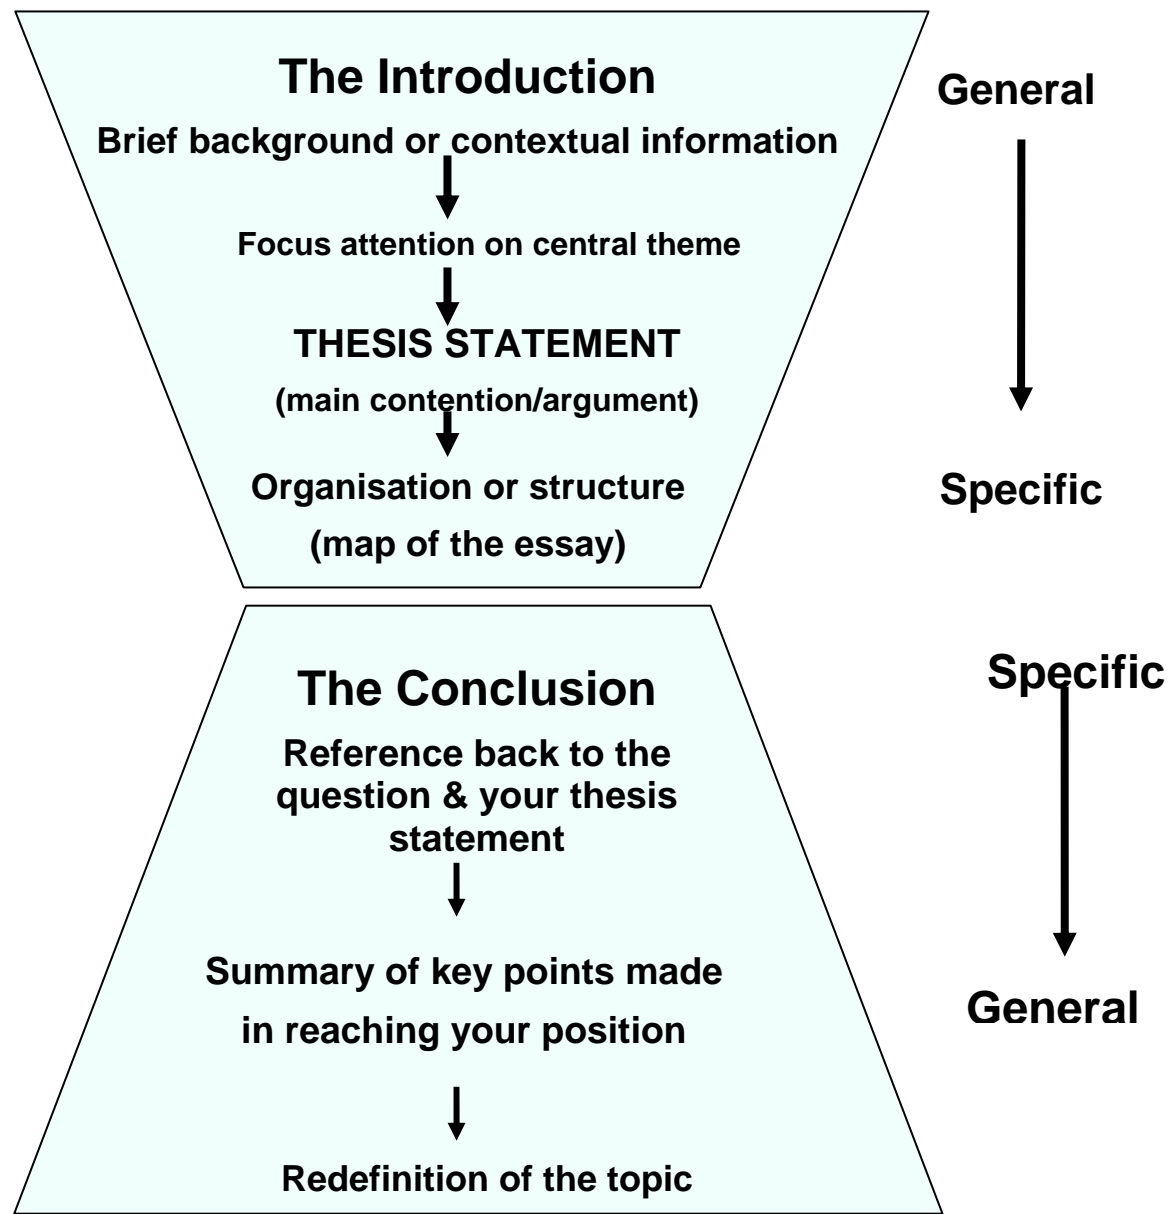 The Introduction
General
Brief background or contextual information
Focus attention on central theme
THESIS STATEMENT
(main contention/argument)
Organisation or structure
Specific
(map of the essay)
The Conclusion
Specific
Reference back to the
question & your thesis
statement
Summary of key points made
General
in reaching your position
Redefinition of the topic